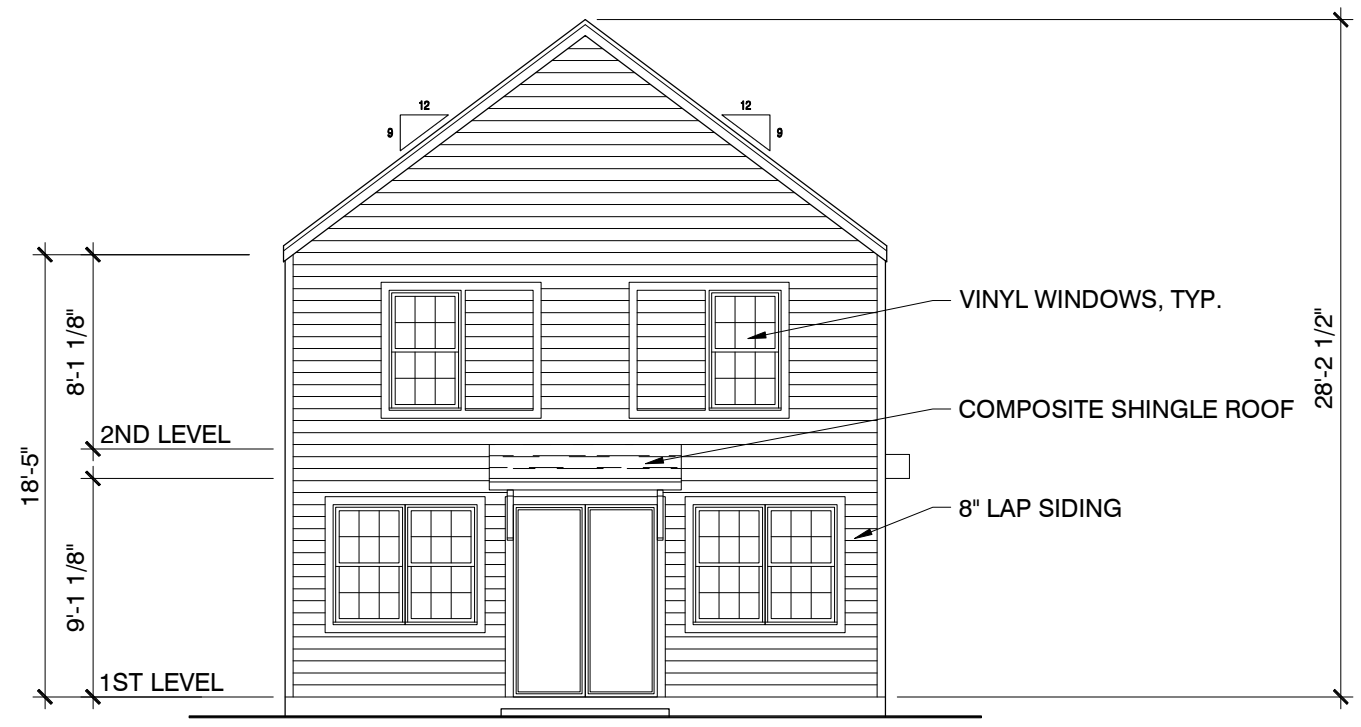 12
9
12
9
8'-1 1/8"
VINYL WINDOWS, TYP.
28'-2 1/2"
COMPOSITE SHINGLE ROOF
2ND LEVEL
18'-5"
8" LAP SIDING
9'-1 1/8"
1ST LEVEL